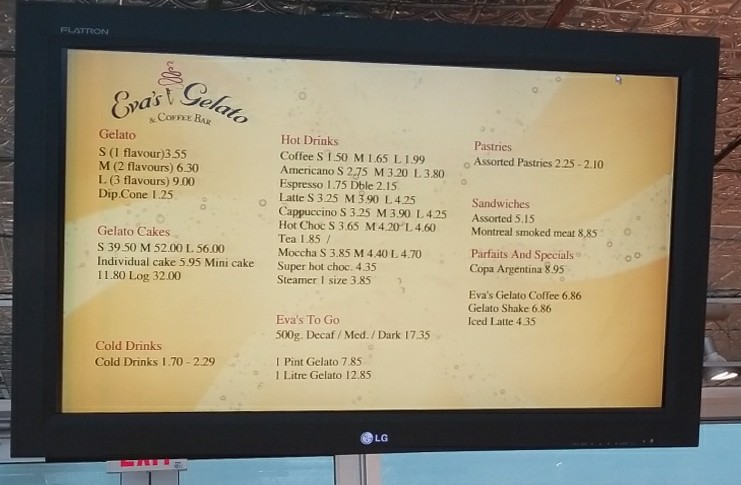 FLATRON
Eva's Gelato
& COFFEE BAR
Gelato
S (1 flavour)3.55
M (2 flavours) 6.30
L (3 flavours) 9.00
Dip.Cone 1.25
Gelato Cakes
S 39.50 M 52.00 L 56.00
Individual cake 5.95 Mini cake
11.80 Log 32.00
Cold Drinks
Cold Drinks 1.70 - 2.29
Hot Drinks
Coffee S 1.50 M 1.65 L 1.99
Americano S 2.75 M 3.20 L 3.80
Espresso 1.75 Dble 2.15
Latte S 3.25 M 3.90 L 4.25
Cappuccino S 3.25 M 3.90 L 4.25
Hot Choc S 3.65 M 4.20 L 4.60
Tea 1.85 /
Moccha S 3.85 M 4.40 L 4.70
Super hot choc. 4.35
Steamer 1 size 3.85
Eva's To Go
500g. Decaf / Med. / Dark 17.35
1 Pint Gelato 7.85
1 Litre Gelato 12.85
Pastries
Assorted Pastries 2.25 - 2.10
Sandwiches
Assorted 5.15
Montreal smoked meat 8,85
Parfaits And Specials
Copa Argentina 8.95
Eva's Gelato Coffee 6.86
Gelato Shake 6.86
Iced Latte 4.35
LG
EXIT